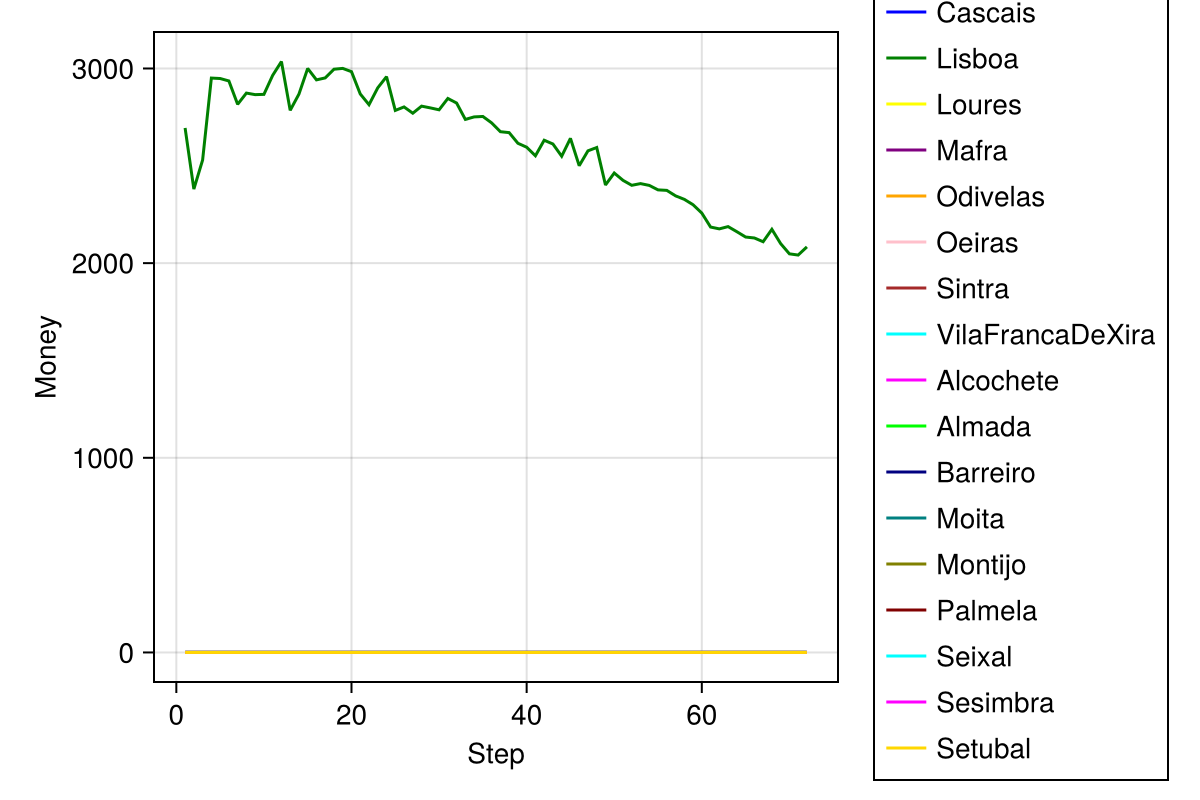 3000
2000
1000
0
Money
0
20
40
60
Step
Cascais
Lisboa
Loures
Mafra
Odivelas
Oeiras
Sintra
VilaFrancaDeXira
Alcochete
Almada
Barreiro
Moita
Montijo
Palmela
Seixal
Sesimbra
Setubal